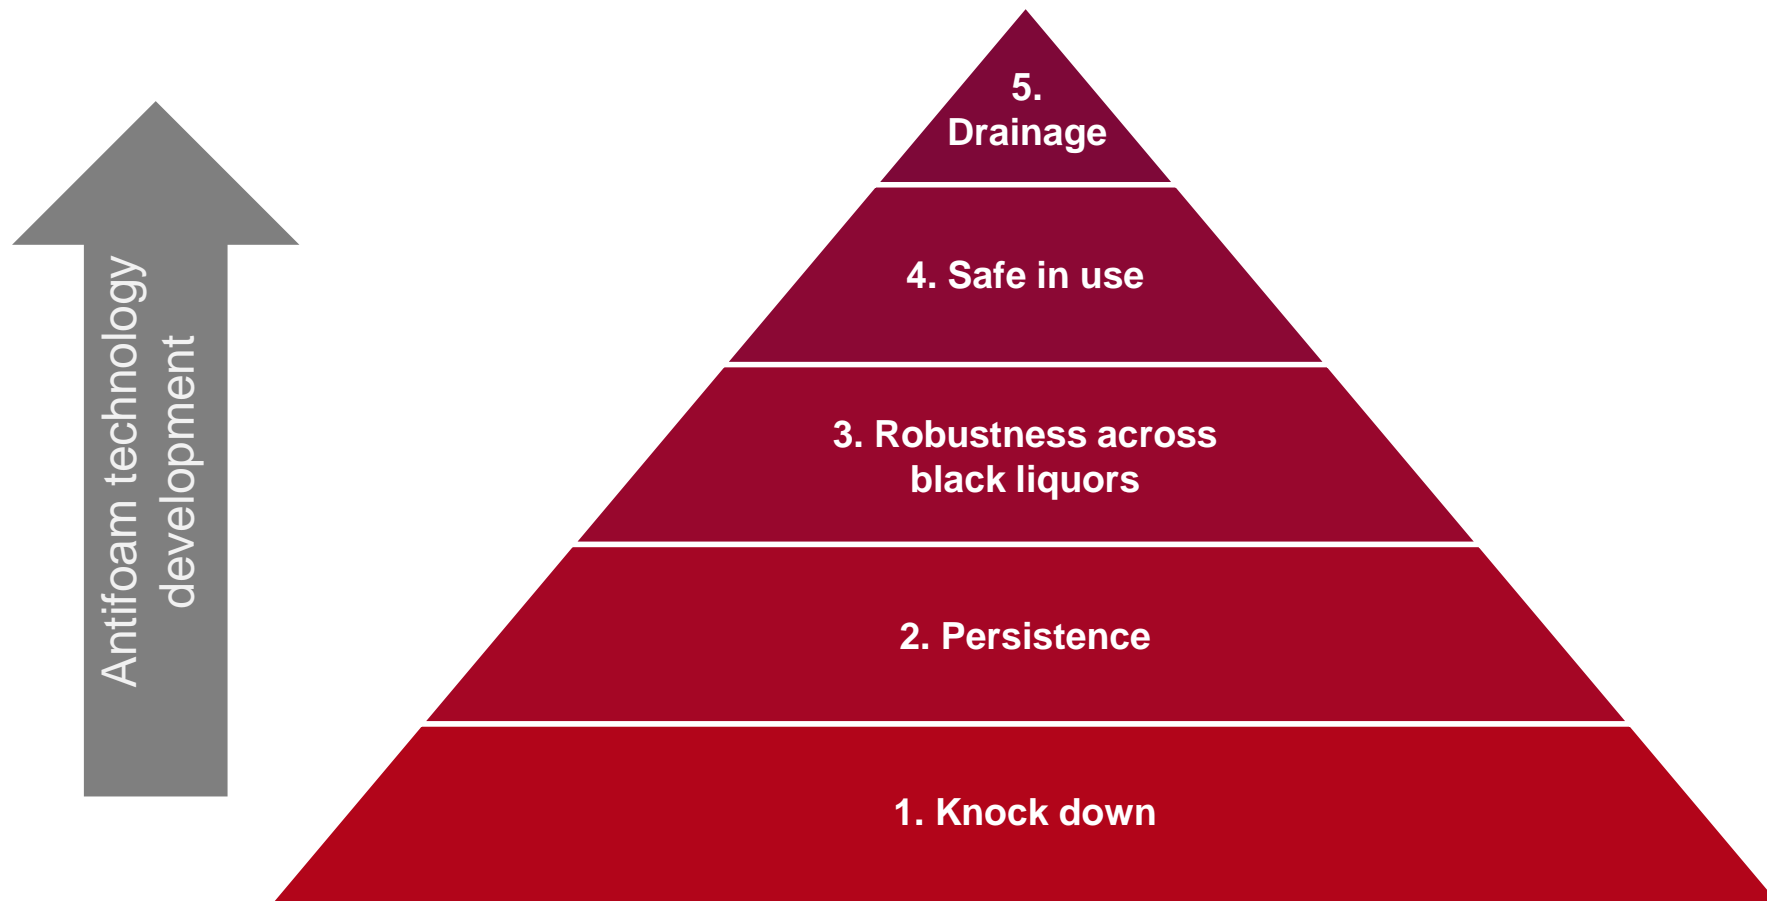 Antifoam technology
development
5.
Drainage
4. Safe in use
3. Robustness across
black liquors
2. Persistence
1. Knock down